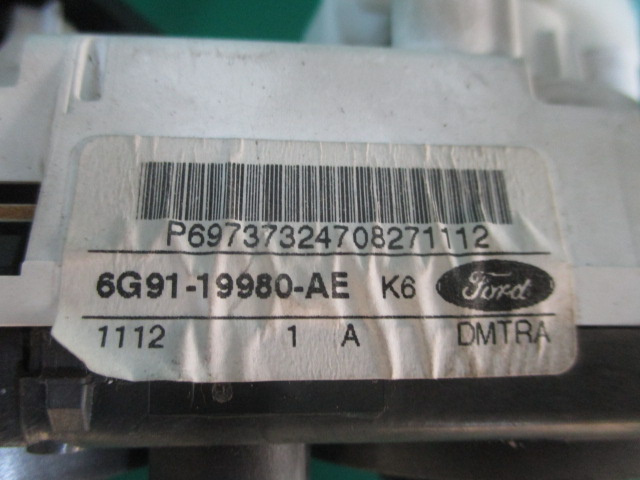 P69737324708271112
6G91-19980-AE K6 Ford
1112 1 A DMTRA